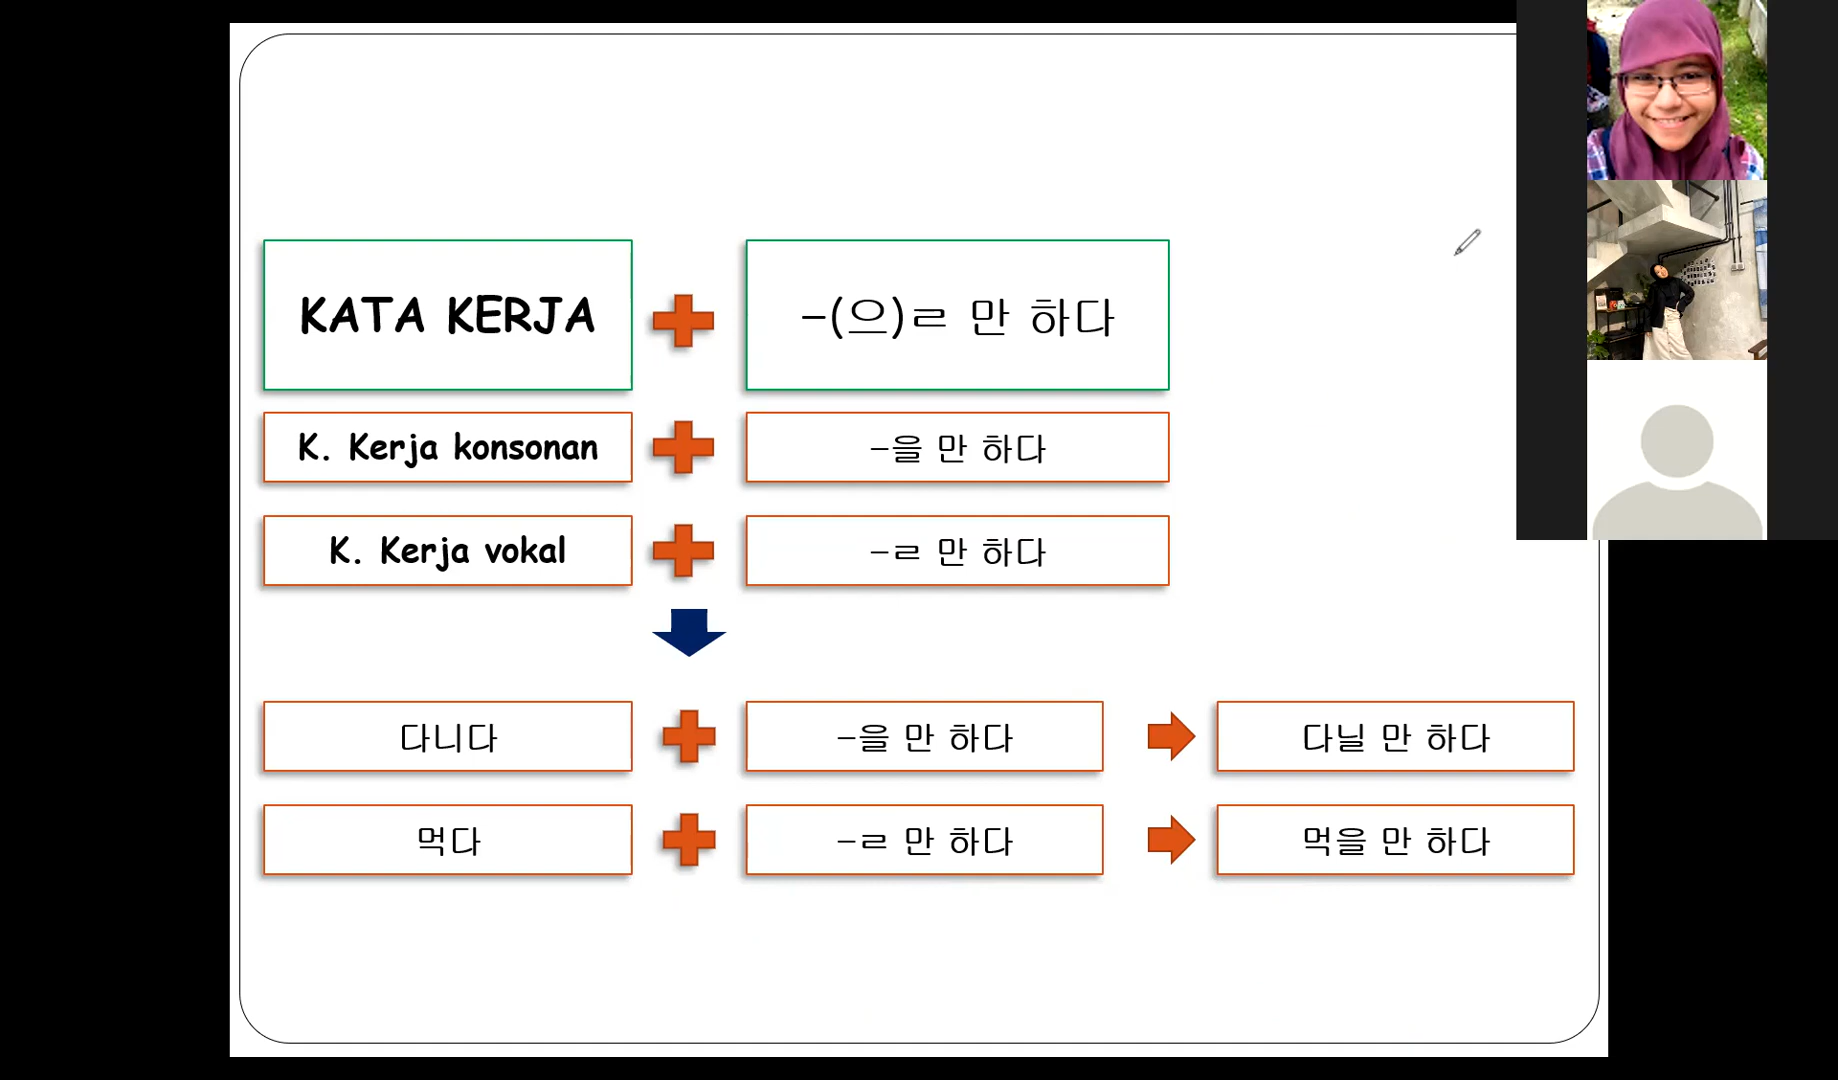 KATA KERJA
-(으)ㄹ 만 하다
K. Kerja konsonan
-을 만 하다
K. Kerja vokal
-ㄹ 만 하다
다니다
-을 만 하다
다닐 만 하다
먹다
-ㄹ 만 하다
먹을 만 하다